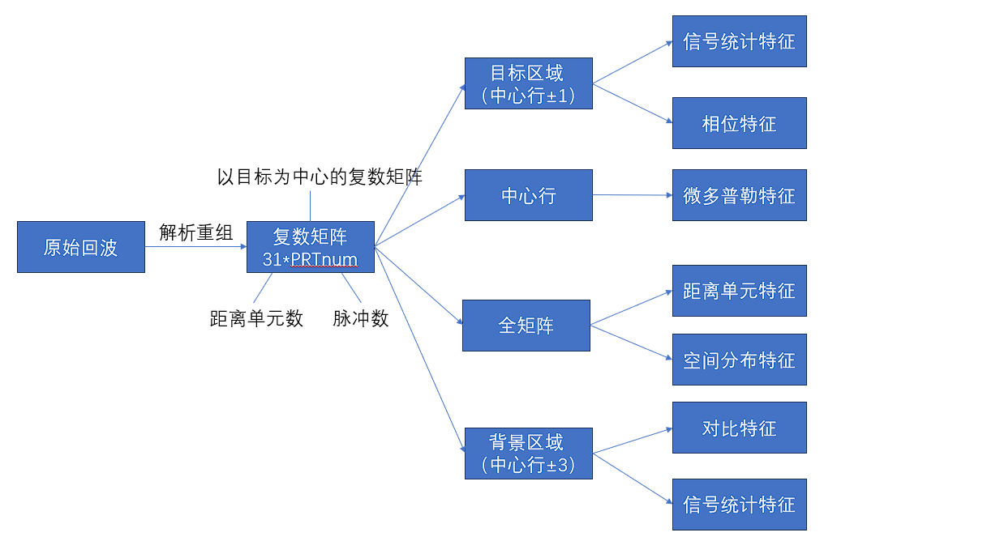 原始回波
解析重组
以目标为中心的复数矩阵
复数矩阵
31*PRTnum
距离单元数
脉冲数
目标区域
（中心行±1）
中心行
全矩阵
背景区域
（中心行±3）
信号统计特征
相位特征
微多普勒特征
距离单元特征
空间分布特征
对比特征
信号统计特征